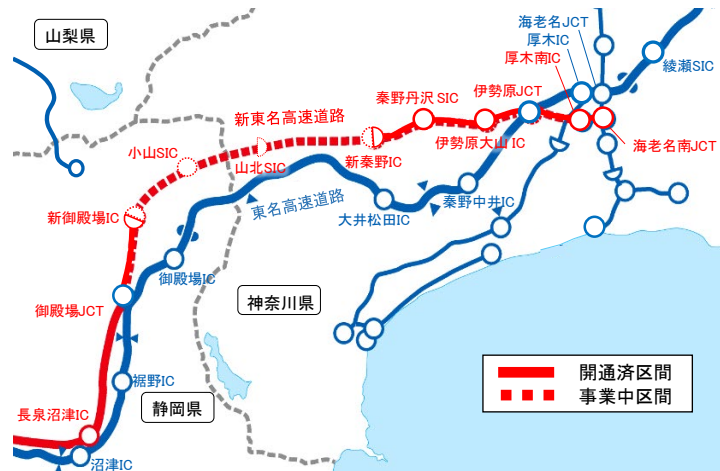 山梨県
海老名JCT
厚木IC
厚木南IC
綾瀬SIC
秦野丹沢 SIC
伊勢原JCT
新東名高速道路
小山SIC
山北SIC
新秦野IC
伊勢原大山 IC
海老名南JCT
東名高速道路
大井松田IC
秦野中井IC
新御殿場IC
御殿場IC
御殿場JCT
神奈川県
裾野IC
静岡県
長泉沼津IC
沼津IC
開通済区間
事業中区間